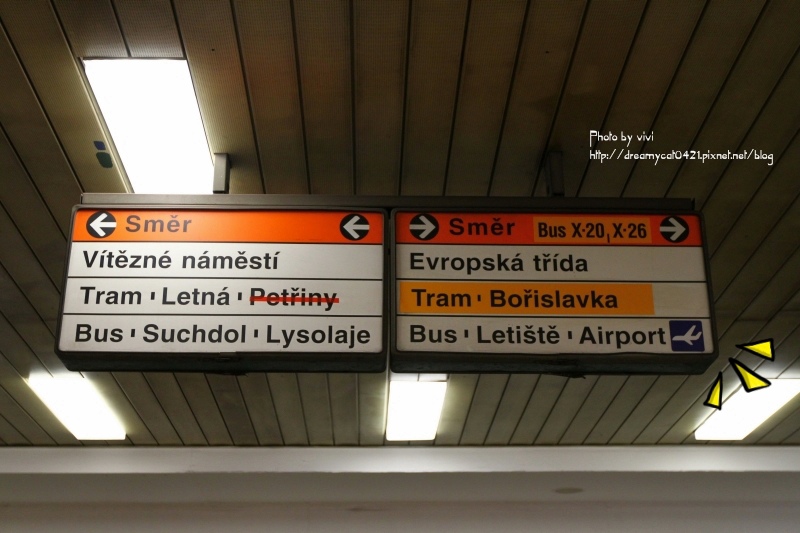 Photo by vivi
http://dreamycat0421.pixnet.net/blog
Směr
Vítězné náměstí
Tram ▪ Letná ▪ Petřiny
Bus ▪ Suchdol ▪ Lysolaje
Směr Bus X-20, X-26
Evropská třída
Tram ▪ Bořislavka
Bus ▪ Letiště ▪ Airport